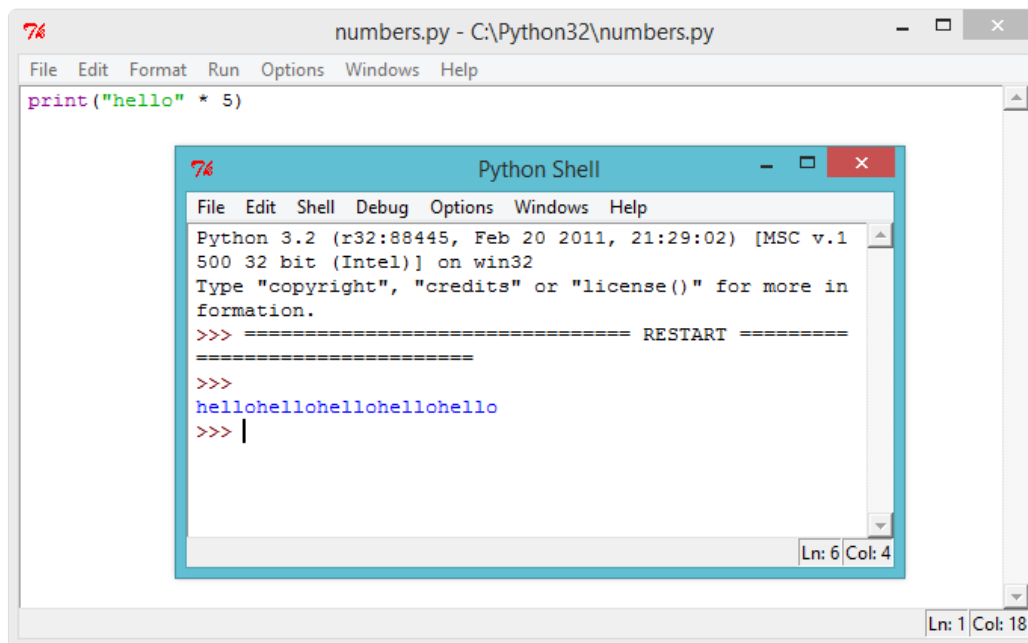 numbers.py - C:\Python32\numbers.py
File Edit Format Run Options Windows Help
print("hello" * 5)
Python Shell
File Edit Shell Debug Options Windows Help
Python 3.2 (r32:88445, Feb 20 2011, 21:29:02) [MSC v.1
500 32 bit (Intel)] on win32
Type "copyright", "credits" or "license()" for more in
formation.
>>> ================================ RESTART =========
=======================
>>>
hellohellohellohellohello
>>>
Ln: 6 Col: 4
Ln: 1 Col: 18